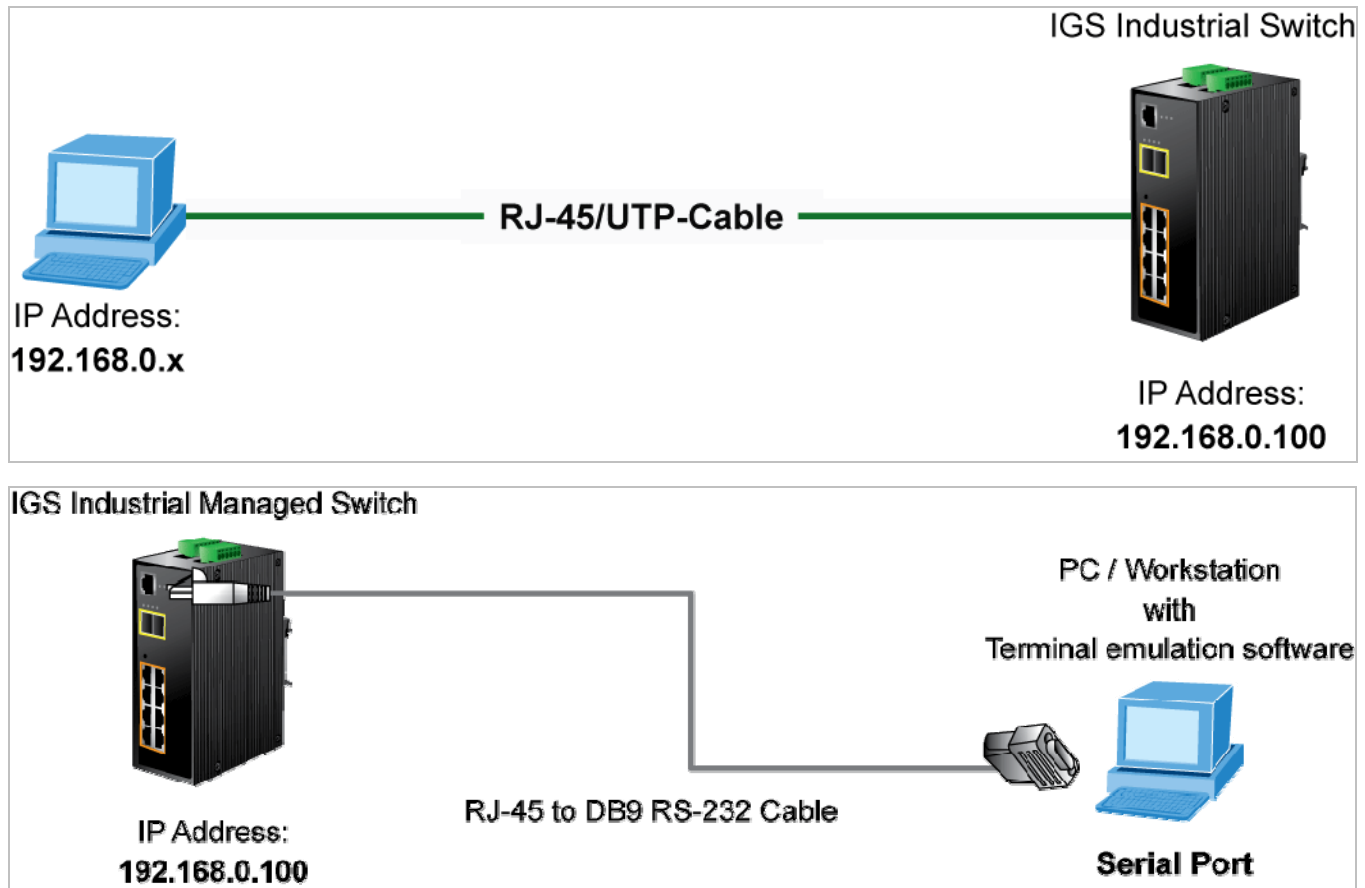 IGS Industrial Switch
RJ-45/UTP-Cable
IP Address:
192.168.0.x
IP Address:
192.168.0.100
IGS Industrial Managed Switch
PC / Workstation
with
Terminal emulation software
RJ-45 to DB9 RS-232 Cable
IP Address:
192.168.0.100
Serial Port